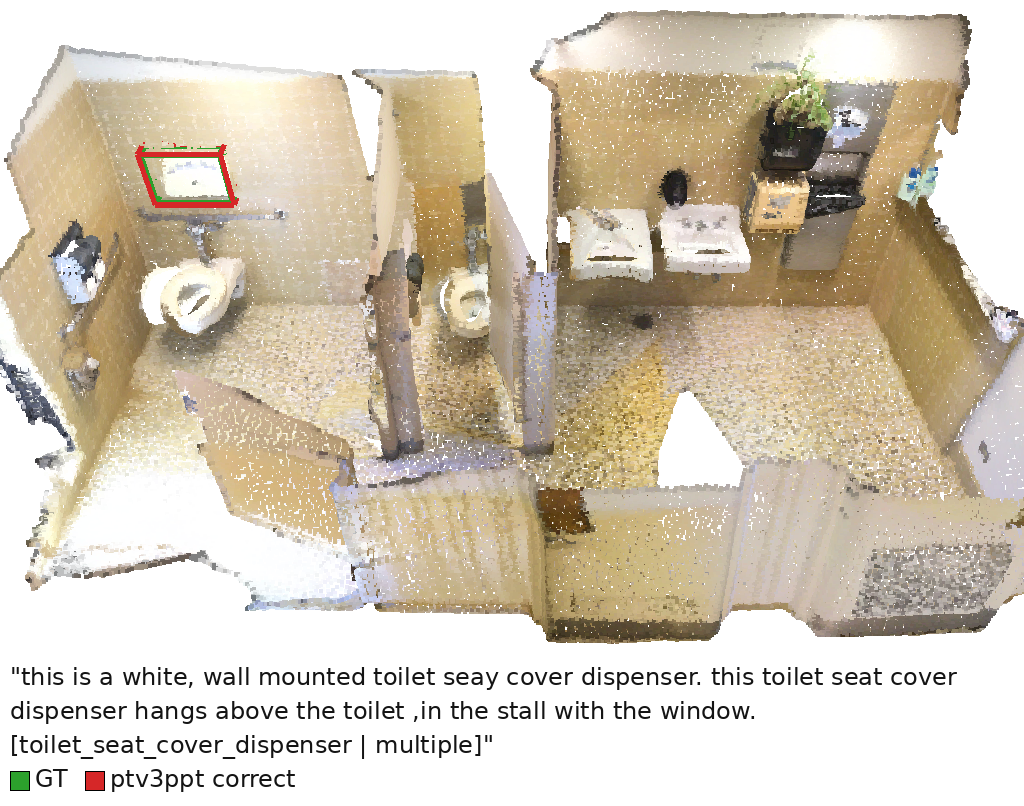 "this is a white, wall mounted toilet seay cover dispenser. this toilet seat cover
dispenser hangs above the toilet ,in the stall with the window.
[toilet_seat_cover_dispenser | multiple]"
GT ptv3ppt correct